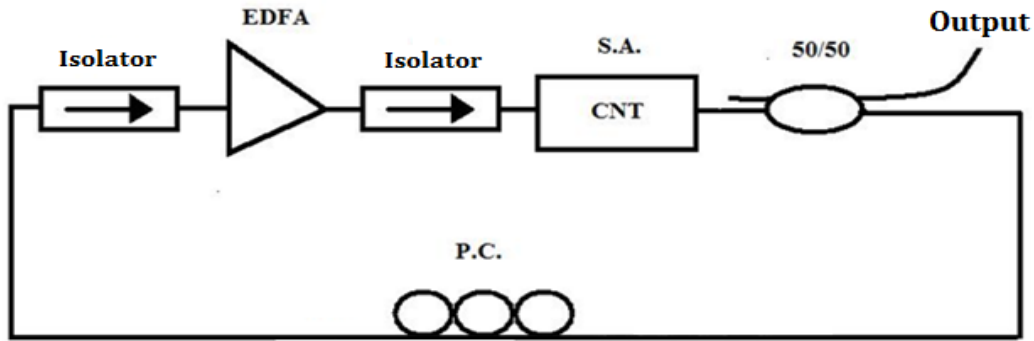 EDFA
Output
Isolator
Isolator
S.A.
50/50
CNT
P.C.